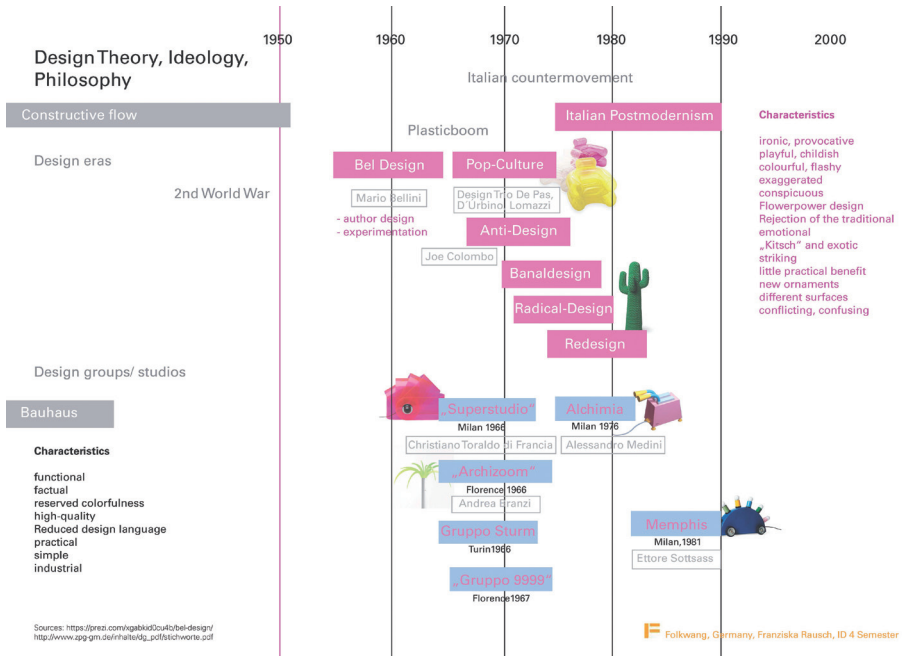 1950
1960
1970
1980
1990
2000
Design Theory, Ideology,
Philosophy
Italian countermovement
Constructive flow
Italian Postmodernism
Plasticboom
Design eras
Bel Design
Pop-Culture
2nd World War
Mario Bellini
Design Trio De Pas,
D´Urbino, Lomazzi
- author design
- experimentation
Anti-Design
Joe Colombo
Banaldesign
Radical-Design
Redesign
Characteristics
ironic, provocative
playful, childish
colourful, flashy
exaggerated
conspicuous
Flowerpower design
Rejection of the traditional
emotional
„Kitsch“ and exotic
striking
little practical benefit
new ornaments
different surfaces
conflicting, confusing
Design groups/ studios
Bauhaus
„Superstudio“
Milan 1966
Christiano Toraldo di Francia
Alchimia
Milan 1976
Alessandro Medini
„Archizoom“
Florence 1966
Andrea Branzi
Gruppo Sturm
Turin1966
Memphis
Milan,1981
Ettore Sottsass
„Gruppo 9999“
Florence1967
Characteristics
functional
factual
reserved colorfulness
high-quality
Reduced design language
practical
simple
industrial
Sources: https://prezi.com/xgabkid0cu4b/bel-design/
http://www.zpg-gm.de/inhalte/dg_pdf/stichworte.pdf
F Folkwang, Germany, Franziska Rausch, ID 4 Semester